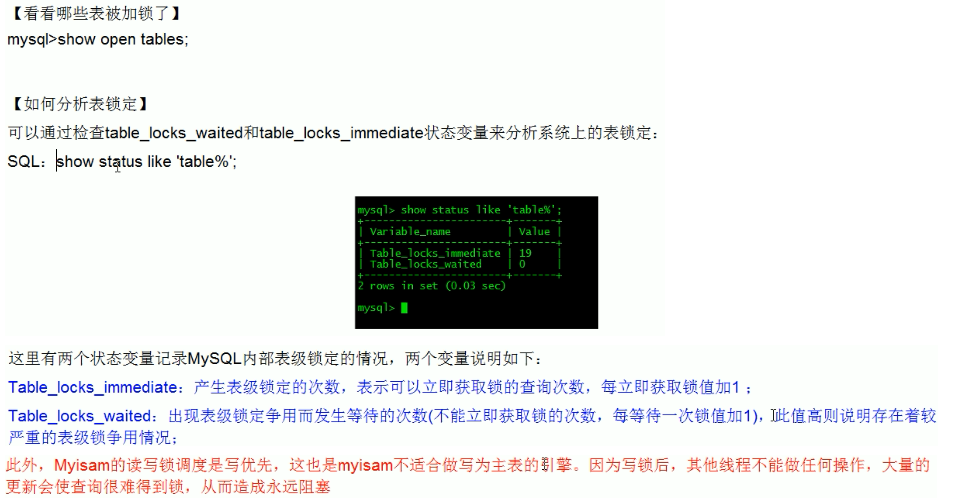 【看看哪些表被加锁了】
mysql>show open tables;
【如何分析表锁定】
可以通过检查table_locks_waited和table_locks_immediate状态变量来分析系统上的表锁定：
SQL：show status like 'table%';
mysql> show status like 'table%';
+-----------------------+-------+
| Variable_name | Value |
+-----------------------+-------+
| Table_locks_immediate | 19 |
| Table_locks_waited | 0 |
+-----------------------+-------+
2 rows in set (0.03 sec)
mysql>
这里有两个状态变量记录MySQL内部表级锁定的情况，两个变量说明如下：
Table_locks_immediate：产生表级锁定的次数，表示可以立即获取锁的查询次数，每立即获取锁值加1 ；
Table_locks_waited：出现表级锁定争用而发生等待的次数(不能立即获取锁的次数，每等待一次锁值加1)，此值高则说明存在着较
严重的表级锁争用情况；
此外，Myisam的读写锁调度是写优先，这也是myisam不适合做写为主表的引擎。因为写锁后，其他线程不能做任何操作，大量的
更新会使查询很难得到锁，从而造成永远阻塞